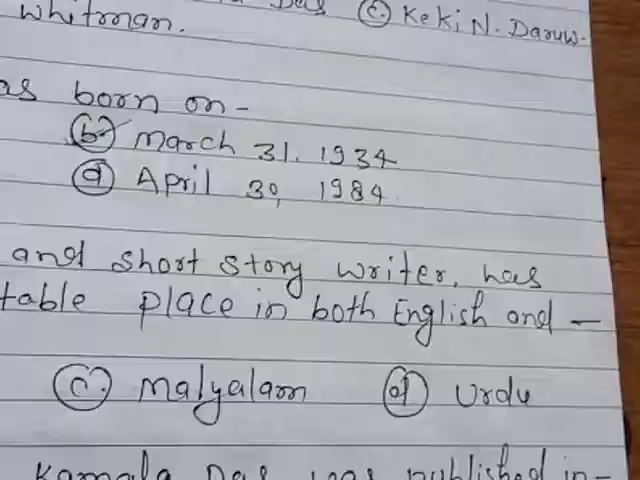 Das ⓒ Keki N. Daruw-
Whitman.
as born on-
ⓑ March 31. 1934
ⓓ April 30, 1984
and short story writer, has
table place in both English and —
ⓒ Malyalam ⓓ Urdu
Kamala Das was published in-